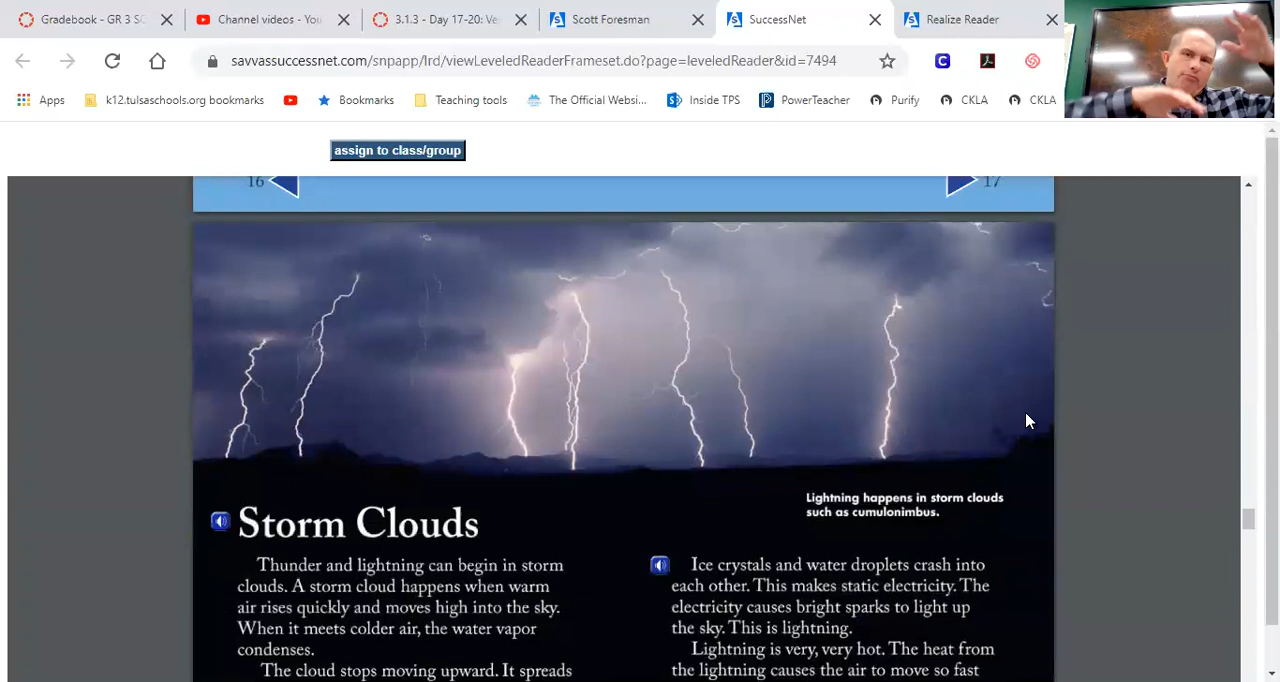 Gradebook - GR 3 SC
Channel videos - You
3.1.3 - Day 17-20: Ve
Scott Foresman
SuccessNet
Realize Reader
savvassuccessnet.com/snpapp/lrd/viewLeveledReaderFrameset.do?page=leveledReader&id=7494
Apps
k12.tulsaschools.org bookmarks
Bookmarks
Teaching tools
The Official Websi...
Inside TPS
PowerTeacher
Purify
CKLA
CKLA
assign to class/group
16
17
Lightning happens in storm clouds
such as cumulonimbus.
Storm Clouds
Thunder and lightning can begin in storm
clouds. A storm cloud happens when warm
air rises quickly and moves high into the sky.
When it meets colder air, the water vapor
condenses.
The cloud stops moving upward. It spreads
Ice crystals and water droplets crash into
each other. This makes static electricity. The
electricity causes bright sparks to light up
the sky. This is lightning.
Lightning is very, very hot. The heat from
the lightning causes the air to move so fast